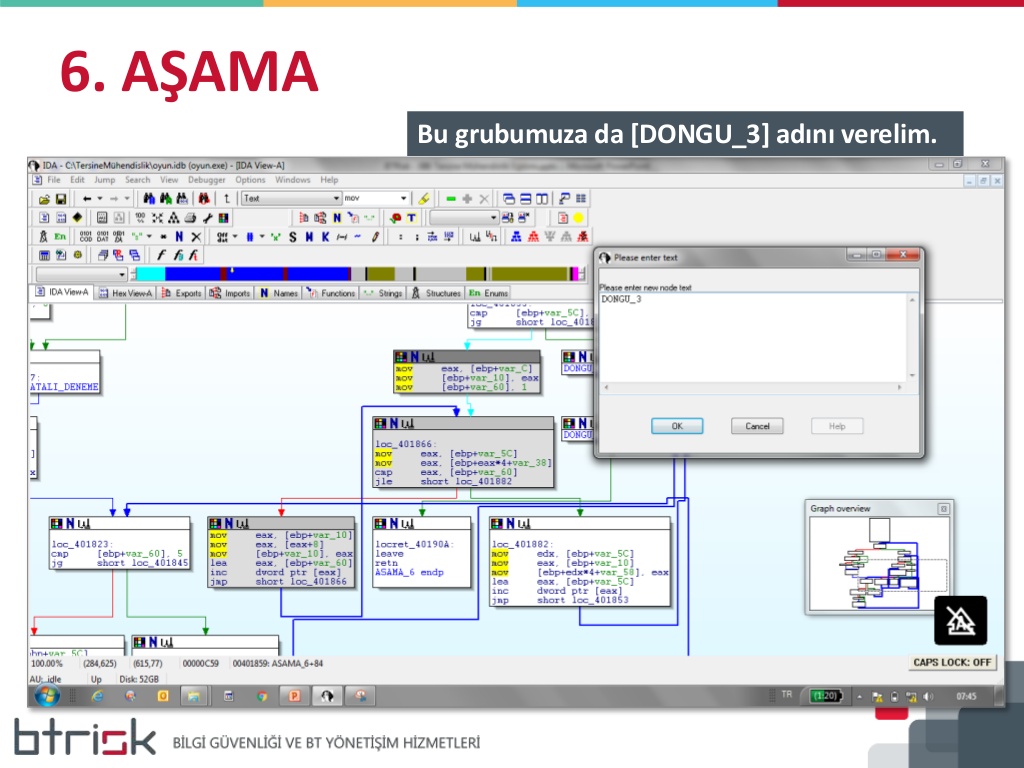 6. AŞAMA
Bu grubumuza da [DONGU_3] adını verelim.
IDA - C:\TersineMühendislik\oyun.idb (oyun.exe) - [IDA View-A]
File Edit Jump Search View Debugger Options Windows Help
Text mov
IDA View-A Hex View-A Exports Imports Names Functions Strings Structures Enums
cmp [ebp+var_5C],
jg short loc_4018
7:
ATALI_DENEME
mov eax, [ebp+var_C]
mov [ebp+var_10], eax
mov [ebp+var_60], 1
DONGU
loc_401866:
mov eax, [ebp+var_5C]
mov eax, [ebp+eax*4+var_38]
cmp eax, [ebp+var_60]
jle short loc_401882
DONGU
Please enter text
Please enter new node text
DONGU_3
OK Cancel Help
loc_401823:
cmp [ebp+var_60], 5
jg short loc_401845
mov eax, [ebp+var_10]
mov eax, [eax+8]
mov [ebp+var_10], eax
lea eax, [ebp+var_60]
inc dword ptr [eax]
jmp short loc_401866
locret_40190A:
leave
retn
ASAMA_6 endp
loc_401882:
mov edx, [ebp+var_5C]
mov eax, [ebp+var_10]
mov [ebp+edx*4+var_58], eax
lea eax, [ebp+var_5C]
inc dword ptr [eax]
jmp short loc_401853
Graph overview
100.00% (284,625) (615,77) 00000C59 00401859: ASAMA_6+84
AU: idle Up Disk: 52GB
CAPS LOCK: OFF
TR (1:20) 07:45
btrisk BİLGİ GÜVENLİĞİ VE BT YÖNETİŞİM HİZMETLERİ